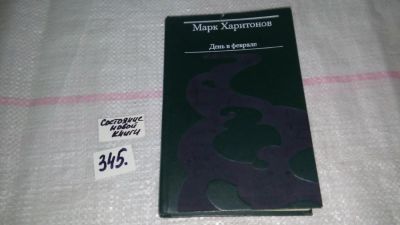 Марк Харитонов
День в феврале
Состояние
новой
книги
345.